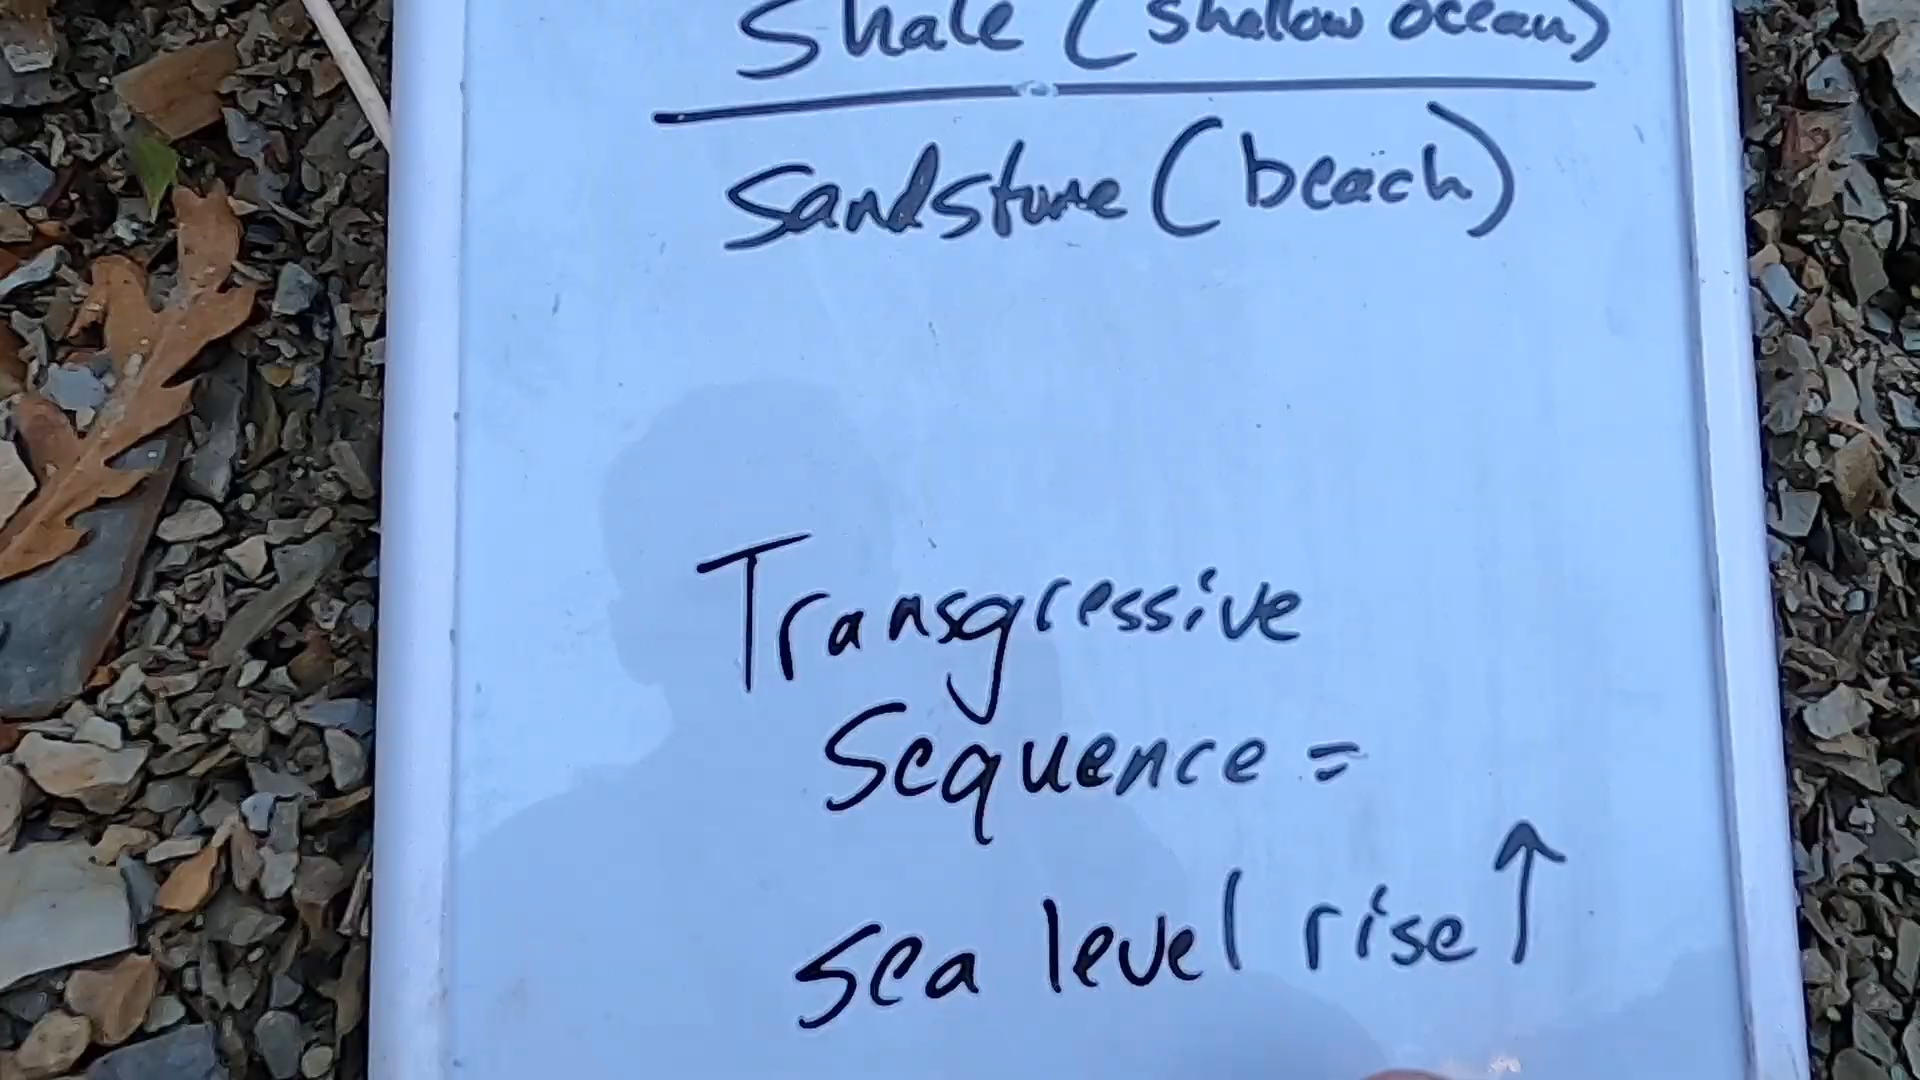 Shale (shallow ocean)
Sandstone (beach)
Transgressive
Sequence =
sea level rise ↑